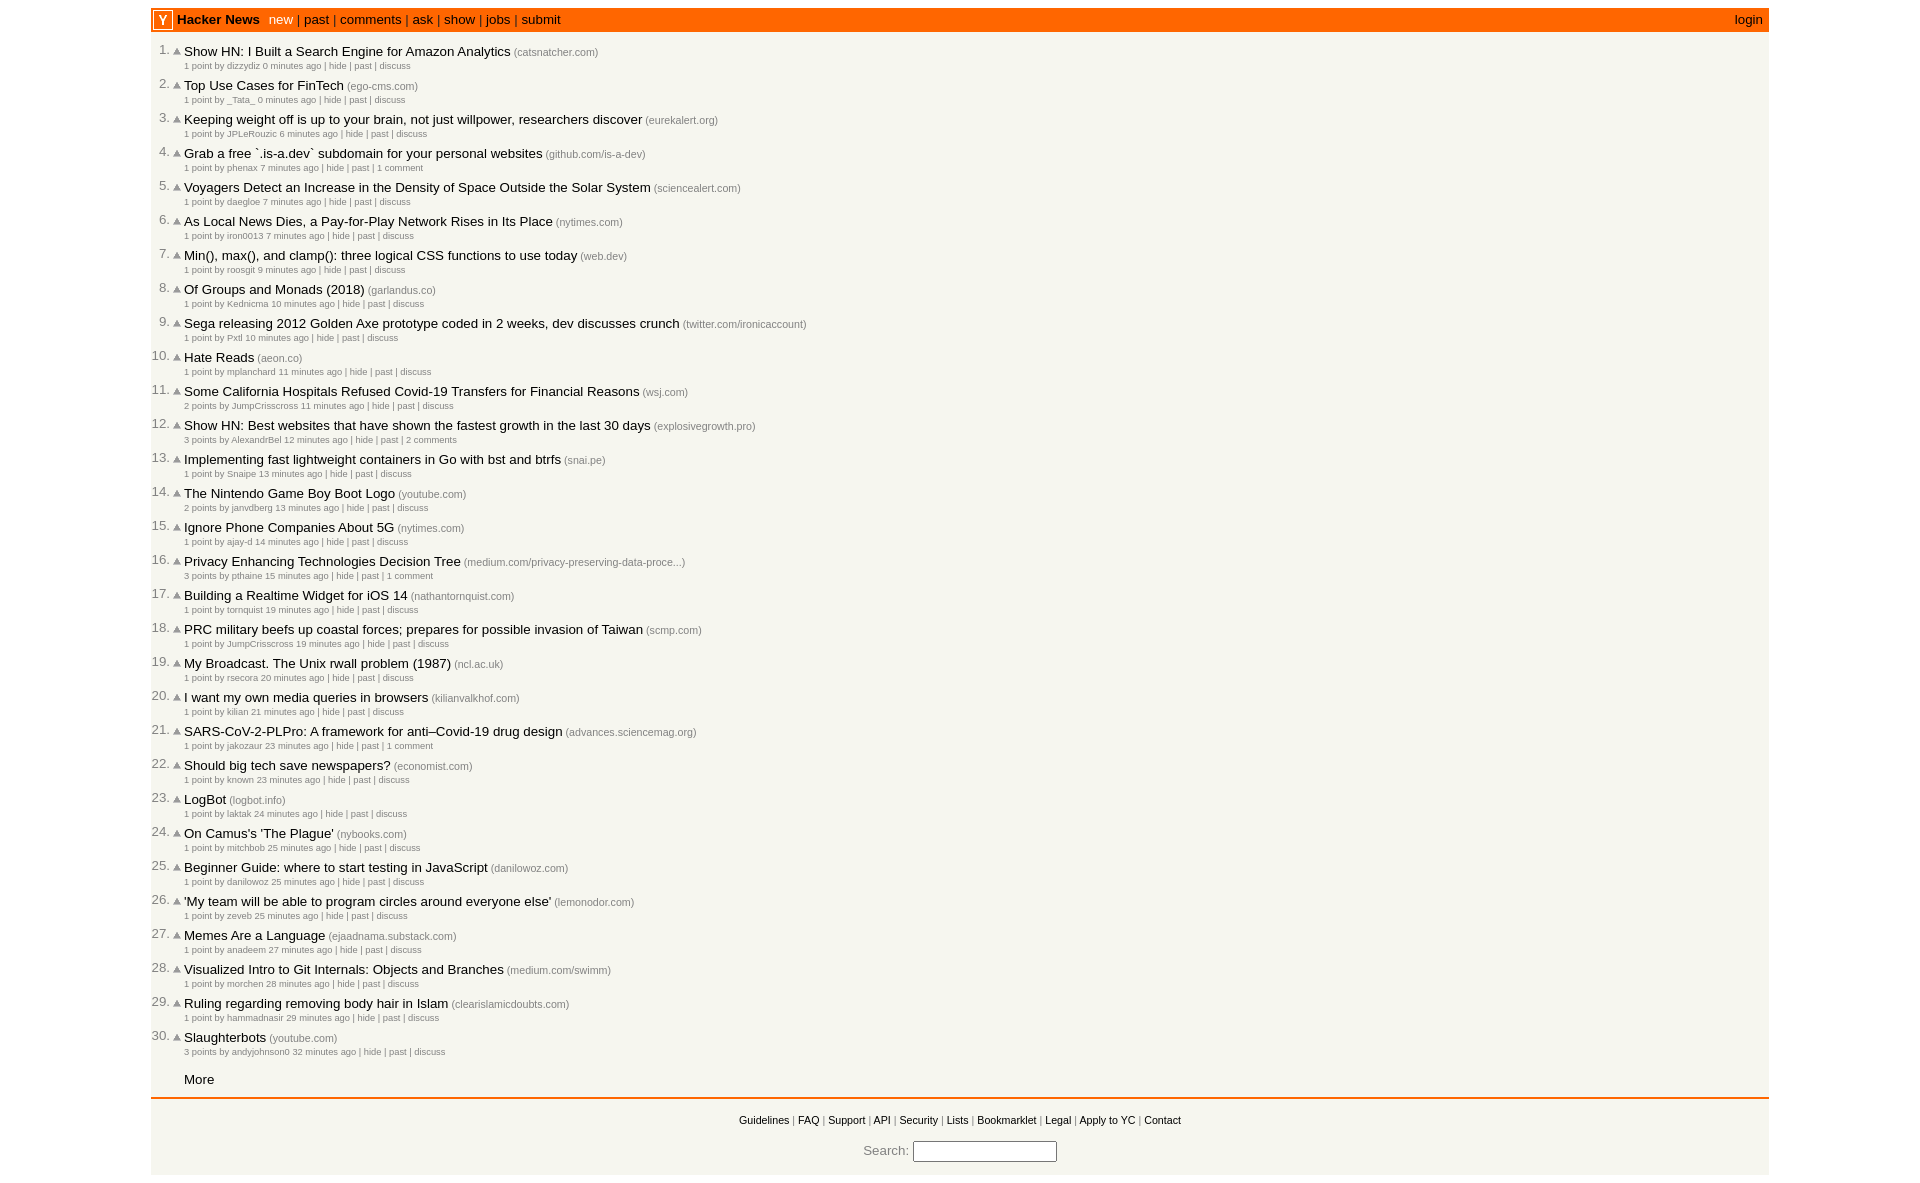 Y Hacker News new | past | comments | ask | show | jobs | submit login
1. Show HN: I Built a Search Engine for Amazon Analytics (catsnatcher.com)
1 point by dizzydiz 0 minutes ago | hide | past | discuss
2. Top Use Cases for FinTech (ego-cms.com)
1 point by _Tata_ 0 minutes ago | hide | past | discuss
3. Keeping weight off is up to your brain, not just willpower, researchers discover (eurekalert.org)
1 point by JPLeRouzic 6 minutes ago | hide | past | discuss
4. Grab a free `.is-a.dev` subdomain for your personal websites (github.com/is-a-dev)
1 point by phenax 7 minutes ago | hide | past | 1 comment
5. Voyagers Detect an Increase in the Density of Space Outside the Solar System (sciencealert.com)
1 point by daegloe 7 minutes ago | hide | past | discuss
6. As Local News Dies, a Pay-for-Play Network Rises in Its Place (nytimes.com)
1 point by iron0013 7 minutes ago | hide | past | discuss
7. Min(), max(), and clamp(): three logical CSS functions to use today (web.dev)
1 point by roosgit 9 minutes ago | hide | past | discuss
8. Of Groups and Monads (2018) (garlandus.co)
1 point by Kednicma 10 minutes ago | hide | past | discuss
9. Sega releasing 2012 Golden Axe prototype coded in 2 weeks, dev discusses crunch (twitter.com/ironicaccount)
1 point by Pxtl 10 minutes ago | hide | past | discuss
10. Hate Reads (aeon.co)
1 point by mplanchard 11 minutes ago | hide | past | discuss
11. Some California Hospitals Refused Covid-19 Transfers for Financial Reasons (wsj.com)
2 points by JumpCrisscross 11 minutes ago | hide | past | discuss
12. Show HN: Best websites that have shown the fastest growth in the last 30 days (explosivegrowth.pro)
3 points by AlexandrBel 12 minutes ago | hide | past | 2 comments
13. Implementing fast lightweight containers in Go with bst and btrfs (snai.pe)
1 point by Snaipe 13 minutes ago | hide | past | discuss
14. The Nintendo Game Boy Boot Logo (youtube.com)
2 points by janvdberg 13 minutes ago | hide | past | discuss
15. Ignore Phone Companies About 5G (nytimes.com)
1 point by ajay-d 14 minutes ago | hide | past | discuss
16. Privacy Enhancing Technologies Decision Tree (medium.com/privacy-preserving-data-proce...)
3 points by pthaine 15 minutes ago | hide | past | 1 comment
17. Building a Realtime Widget for iOS 14 (nathantornquist.com)
1 point by tornquist 19 minutes ago | hide | past | discuss
18. PRC military beefs up coastal forces; prepares for possible invasion of Taiwan (scmp.com)
1 point by JumpCrisscross 19 minutes ago | hide | past | discuss
19. My Broadcast. The Unix rwall problem (1987) (ncl.ac.uk)
1 point by rsecora 20 minutes ago | hide | past | discuss
20. I want my own media queries in browsers (kilianvalkhof.com)
1 point by kilian 21 minutes ago | hide | past | discuss
21. SARS-CoV-2-PLPro: A framework for anti–Covid-19 drug design (advances.sciencemag.org)
1 point by jakozaur 23 minutes ago | hide | past | 1 comment
22. Should big tech save newspapers? (economist.com)
1 point by known 23 minutes ago | hide | past | discuss
23. LogBot (logbot.info)
1 point by laktak 24 minutes ago | hide | past | discuss
24. On Camus's 'The Plague' (nybooks.com)
1 point by mitchbob 25 minutes ago | hide | past | discuss
25. Beginner Guide: where to start testing in JavaScript (danilowoz.com)
1 point by danilowoz 25 minutes ago | hide | past | discuss
26. 'My team will be able to program circles around everyone else' (lemonodor.com)
1 point by zeveb 25 minutes ago | hide | past | discuss
27. Memes Are a Language (ejaadnama.substack.com)
1 point by anadeem 27 minutes ago | hide | past | discuss
28. Visualized Intro to Git Internals: Objects and Branches (medium.com/swimm)
1 point by morchen 28 minutes ago | hide | past | discuss
29. Ruling regarding removing body hair in Islam (clearislamicdoubts.com)
1 point by hammadnasir 29 minutes ago | hide | past | discuss
30. Slaughterbots (youtube.com)
3 points by andyjohnson0 32 minutes ago | hide | past | discuss
More
Guidelines | FAQ | Support | API | Security | Lists | Bookmarklet | Legal | Apply to YC | Contact
Search: